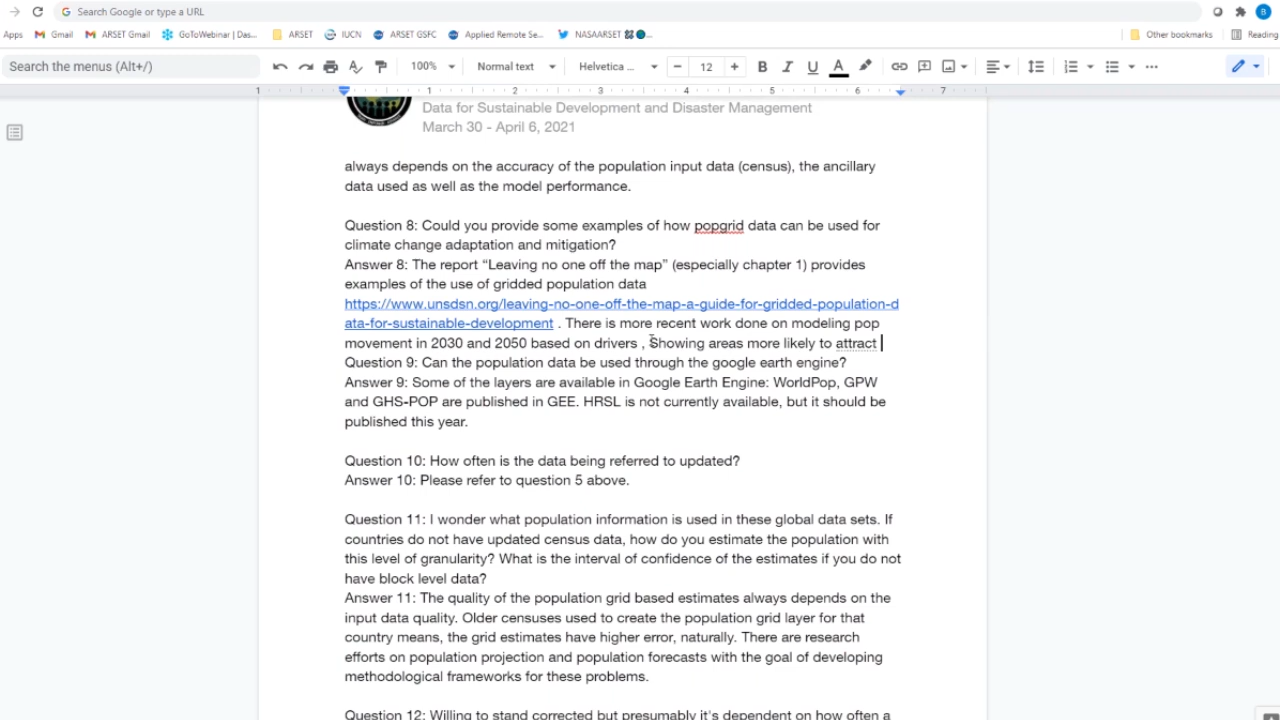 Search Google or type a URL
Apps Gmail ARSET Gmail GoToWebinar | Das... ARSET IUCN ARSET GSFC Applied Remote Se... NASAARSET Other bookmarks Reading
Search the menus (Alt+/) 100% Normal text Helvetica ... 12 B I U A
1 1 2 3 4 5 6 7
Data for Sustainable Development and Disaster Management
March 30 - April 6, 2021
always depends on the accuracy of the population input data (census), the ancillary
data used as well as the model performance.
Question 8: Could you provide some examples of how popgrid data can be used for
climate change adaptation and mitigation?
Answer 8: The report “Leaving no one off the map” (especially chapter 1) provides
examples of the use of gridded population data
https://www.unsdsn.org/leaving-no-one-off-the-map-a-guide-for-gridded-population-d
ata-for-sustainable-development . There is more recent work done on modeling pop
movement in 2030 and 2050 based on drivers , Showing areas more likely to attract
Question 9: Can the population data be used through the google earth engine?
Answer 9: Some of the layers are available in Google Earth Engine: WorldPop, GPW
and GHS-POP are published in GEE. HRSL is not currently available, but it should be
published this year.
Question 10: How often is the data being referred to updated?
Answer 10: Please refer to question 5 above.
Question 11: I wonder what population information is used in these global data sets. If
countries do not have updated census data, how do you estimate the population with
this level of granularity? What is the interval of confidence of the estimates if you do not
have block level data?
Answer 11: The quality of the population grid based estimates always depends on the
input data quality. Older censuses used to create the population grid layer for that
country means, the grid estimates have higher error, naturally. There are research
efforts on population projection and population forecasts with the goal of developing
methodological frameworks for these problems.
Question 12: Willing to stand corrected but presumably it's dependent on how often a